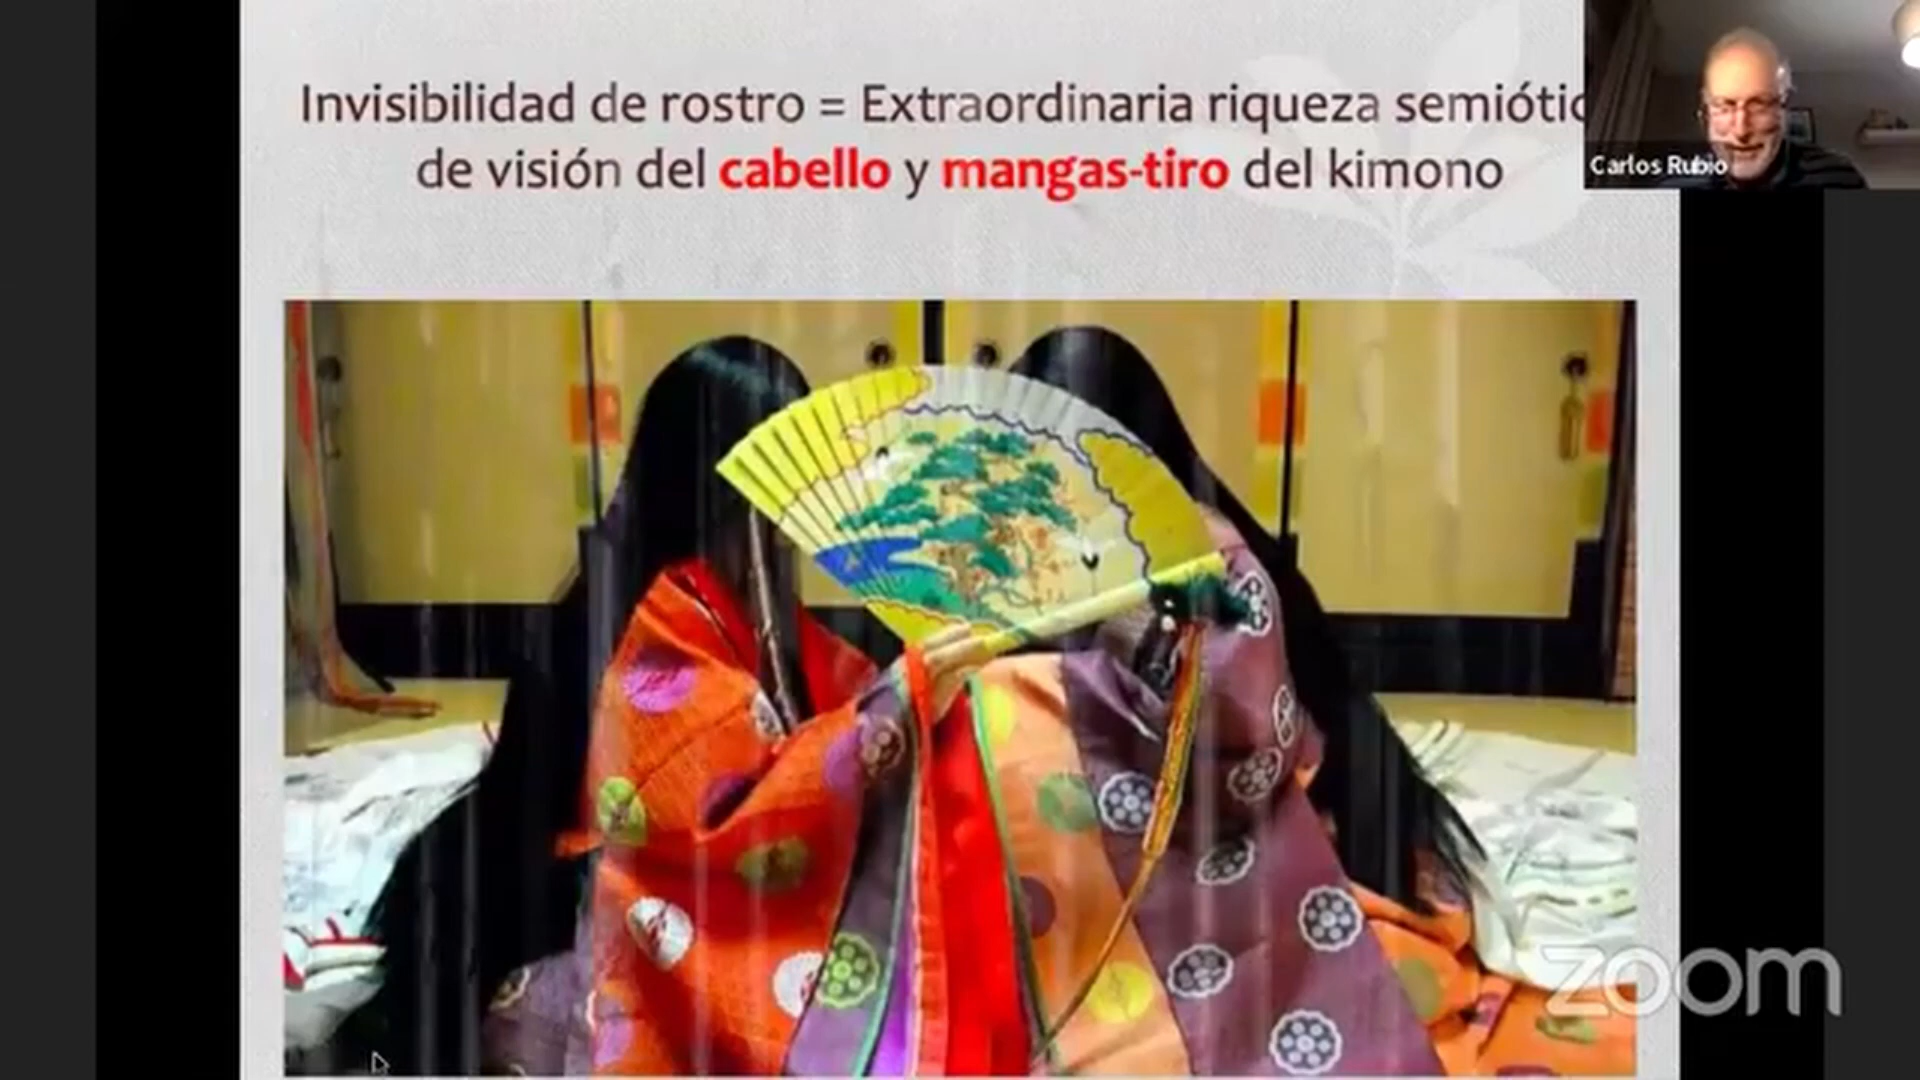 Invisibilidad de rostro = Extraordinaria riqueza semiótic
de visión del cabello y mangas-tiro del kimono
Carlos Rubio
zoom